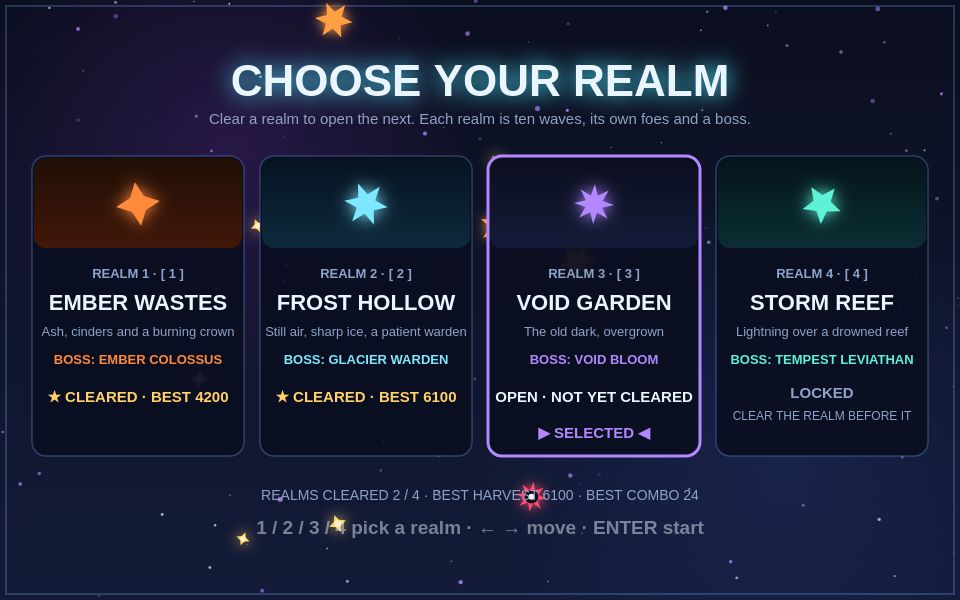 CHOOSE YOUR REALM
Clear a realm to open the next. Each realm is ten waves, its own foes and a boss.
REALM 1 · [ 1 ]
EMBER WASTES
Ash, cinders and a burning crown
BOSS: EMBER COLOSSUS
★ CLEARED · BEST 4200
REALM 2 · [ 2 ]
FROST HOLLOW
Still air, sharp ice, a patient warden
BOSS: GLACIER WARDEN
★ CLEARED · BEST 6100
REALM 3 · [ 3 ]
VOID GARDEN
The old dark, overgrown
BOSS: VOID BLOOM
OPEN · NOT YET CLEARED
▶ SELECTED ◀
REALM 4 · [ 4 ]
STORM REEF
Lightning over a drowned reef
BOSS: TEMPEST LEVIATHAN
LOCKED
CLEAR THE REALM BEFORE IT
REALMS CLEARED 2 / 4 · BEST HARVEST 6100 · BEST COMBO 24
1 / 2 / 3 / 4 pick a realm · ← → move · ENTER start